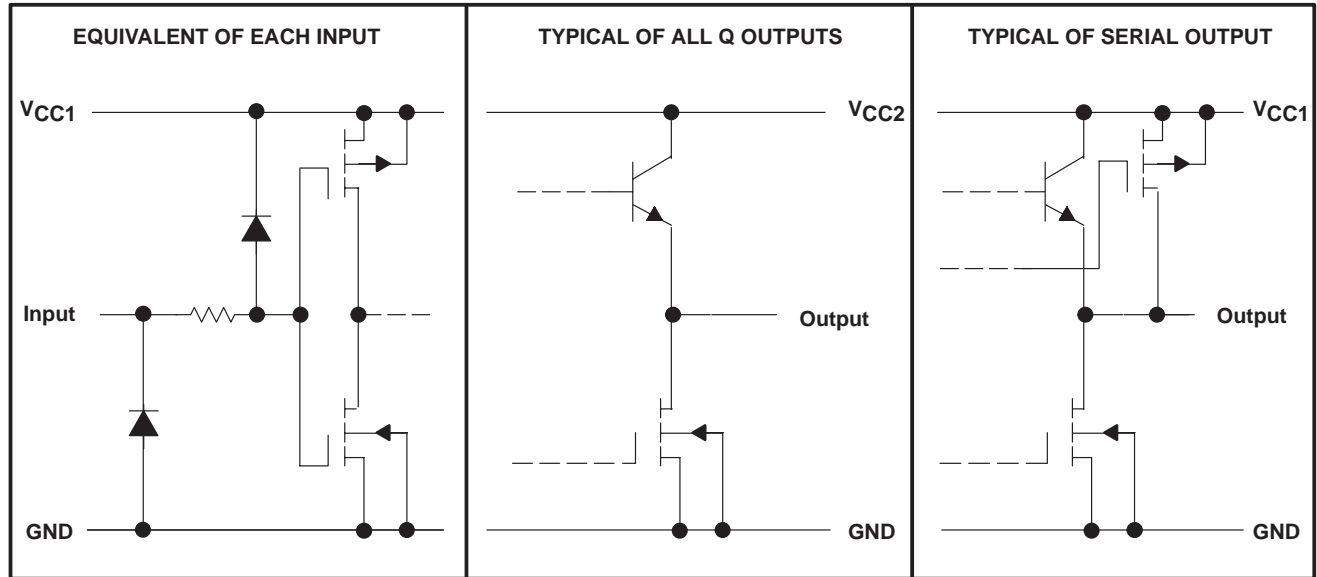 EQUIVALENT OF EACH INPUT
VCC1
Input
GND
TYPICAL OF ALL Q OUTPUTS
VCC2
Output
GND
TYPICAL OF SERIAL OUTPUT
VCC1
Output
GND